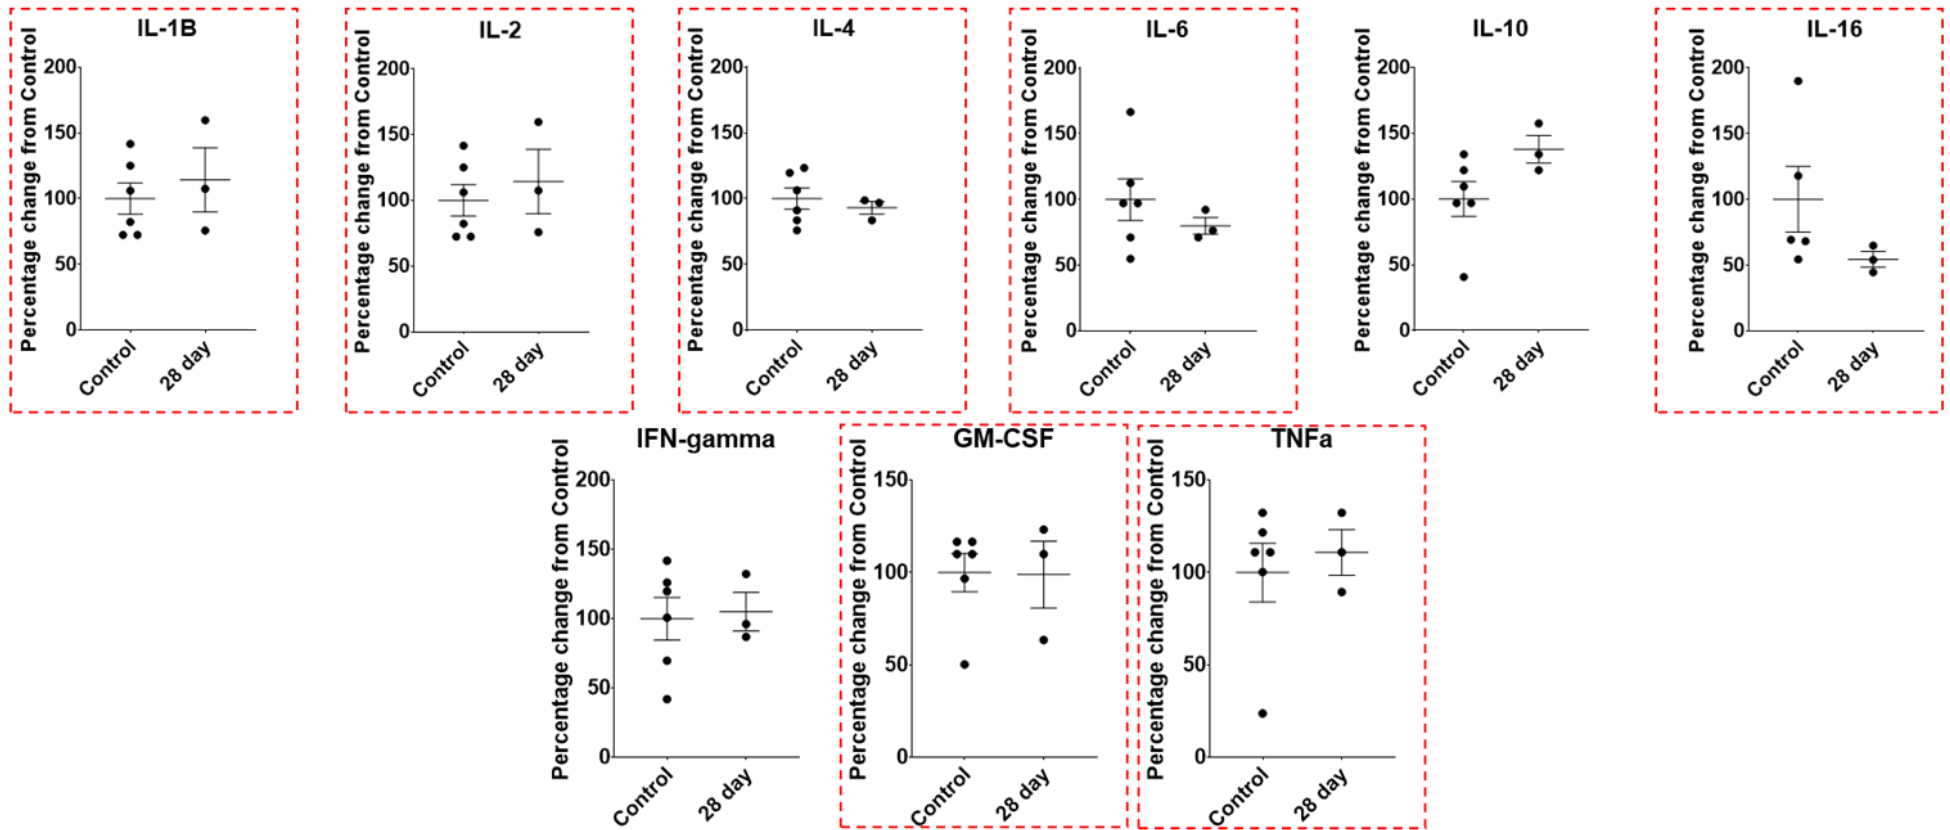 IL-1B
Percentage change from Control
200
150
100
50
0
Control
28 day
IL-2
Percentage change from Control
200
150
100
50
0
Control
28 day
IL-4
Percentage change from Control
200
150
100
50
0
Control
28 day
IL-6
Percentage change from Control
200
150
100
50
0
Control
28 day
IL-10
Percentage change from Control
200
150
100
50
0
Control
28 day
IL-16
Percentage change from Control
200
150
100
50
0
Control
28 day
IFN-gamma
Percentage change from Control
200
150
100
50
0
Control
28 day
GM-CSF
Percentage change from Control
150
100
50
0
Control
28 day
TNFa
Percentage change from Control
150
100
50
0
Control
28 day